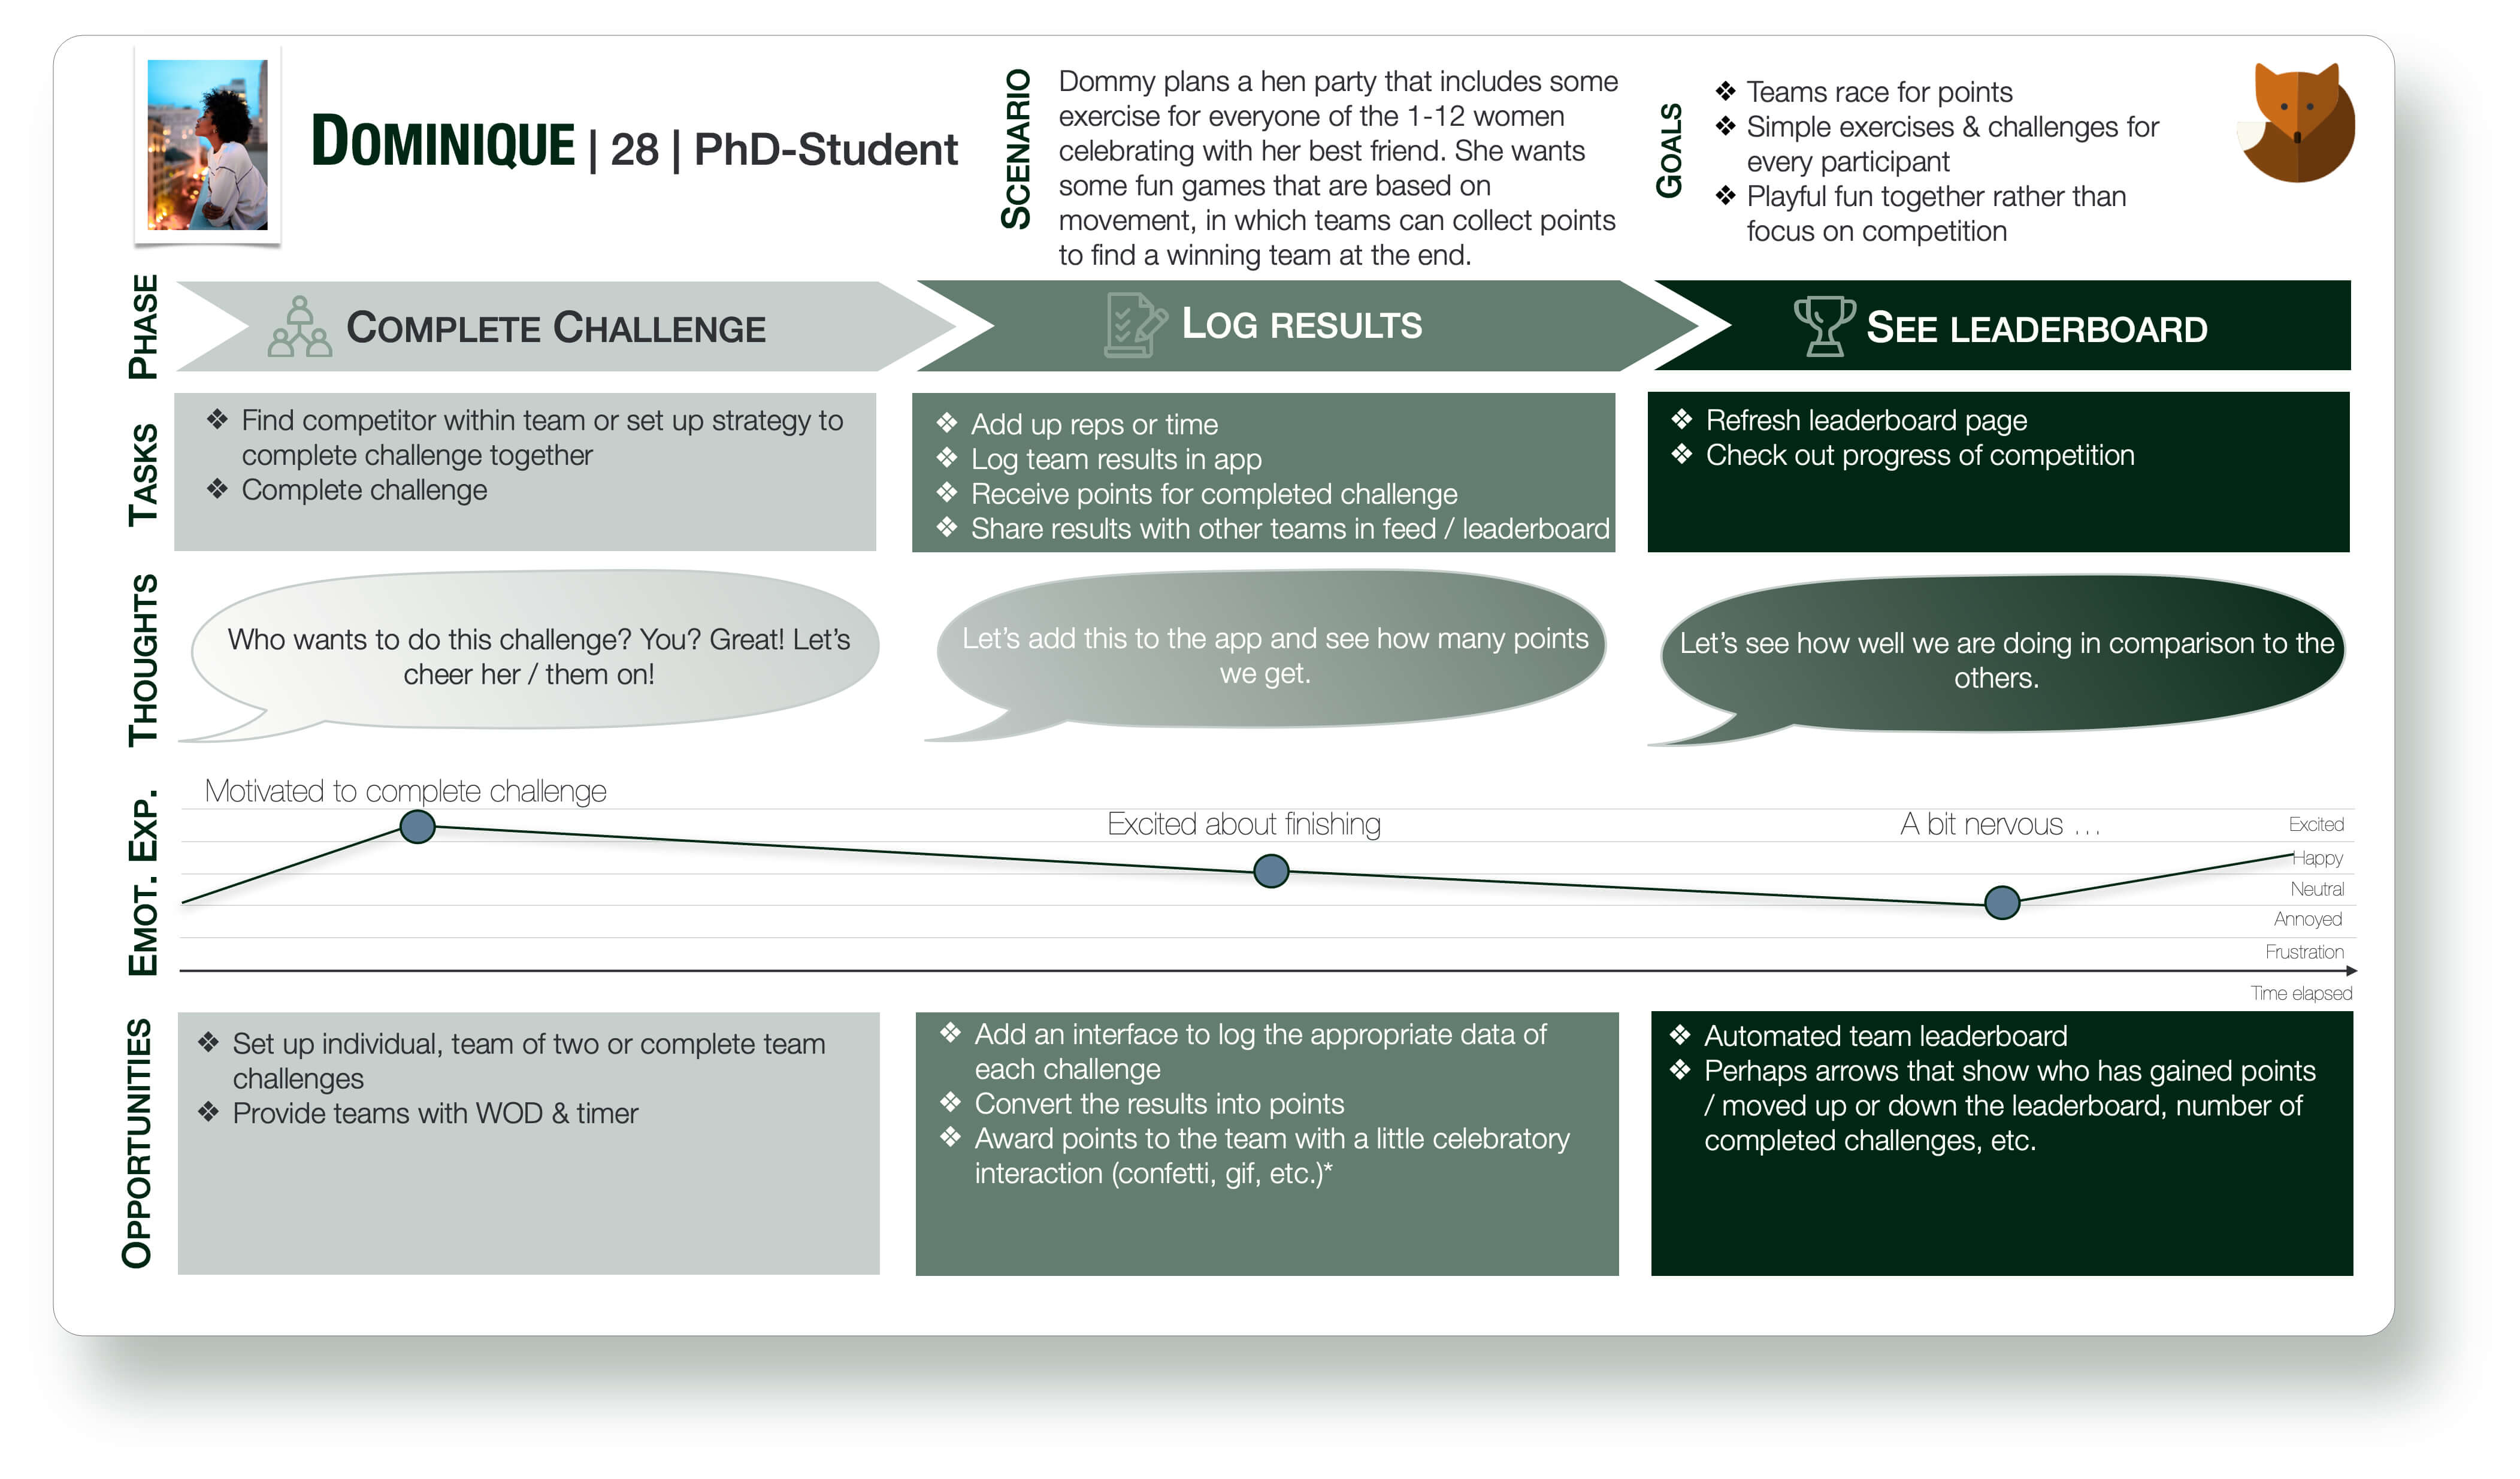 DOMINIQUE | 28 | PhD-Student
SCENARIO
Dommy plans a hen party that includes some
exercise for everyone of the 1-12 women
celebrating with her best friend. She wants
some fun games that are based on
movement, in which teams can collect points
to find a winning team at the end.
GOALS
❖ Teams race for points
❖ Simple exercises & challenges for
every participant
❖ Playful fun together rather than
focus on competition
PHASE
COMPLETE CHALLENGE
LOG RESULTS
SEE LEADERBOARD
TASKS
❖ Find competitor within team or set up strategy to
complete challenge together
❖ Complete challenge
❖ Add up reps or time
❖ Log team results in app
❖ Receive points for completed challenge
❖ Share results with other teams in feed / leaderboard
❖ Refresh leaderboard page
❖ Check out progress of competition
THOUGHTS
Who wants to do this challenge? You? Great! Let’s
cheer her / them on!
Let’s add this to the app and see how many points
we get.
Let’s see how well we are doing in comparison to the
others.
EMOT. EXP.
Motivated to complete challenge
Excited about finishing
A bit nervous …
Excited
Happy
Neutral
Annoyed
Frustration
Time elapsed
OPPORTUNITIES
❖ Set up individual, team of two or complete team
challenges
❖ Provide teams with WOD & timer
❖ Add an interface to log the appropriate data of
each challenge
❖ Convert the results into points
❖ Award points to the team with a little celebratory
interaction (confetti, gif, etc.)*
❖ Automated team leaderboard
❖ Perhaps arrows that show who has gained points
/ moved up or down the leaderboard, number of
completed challenges, etc.